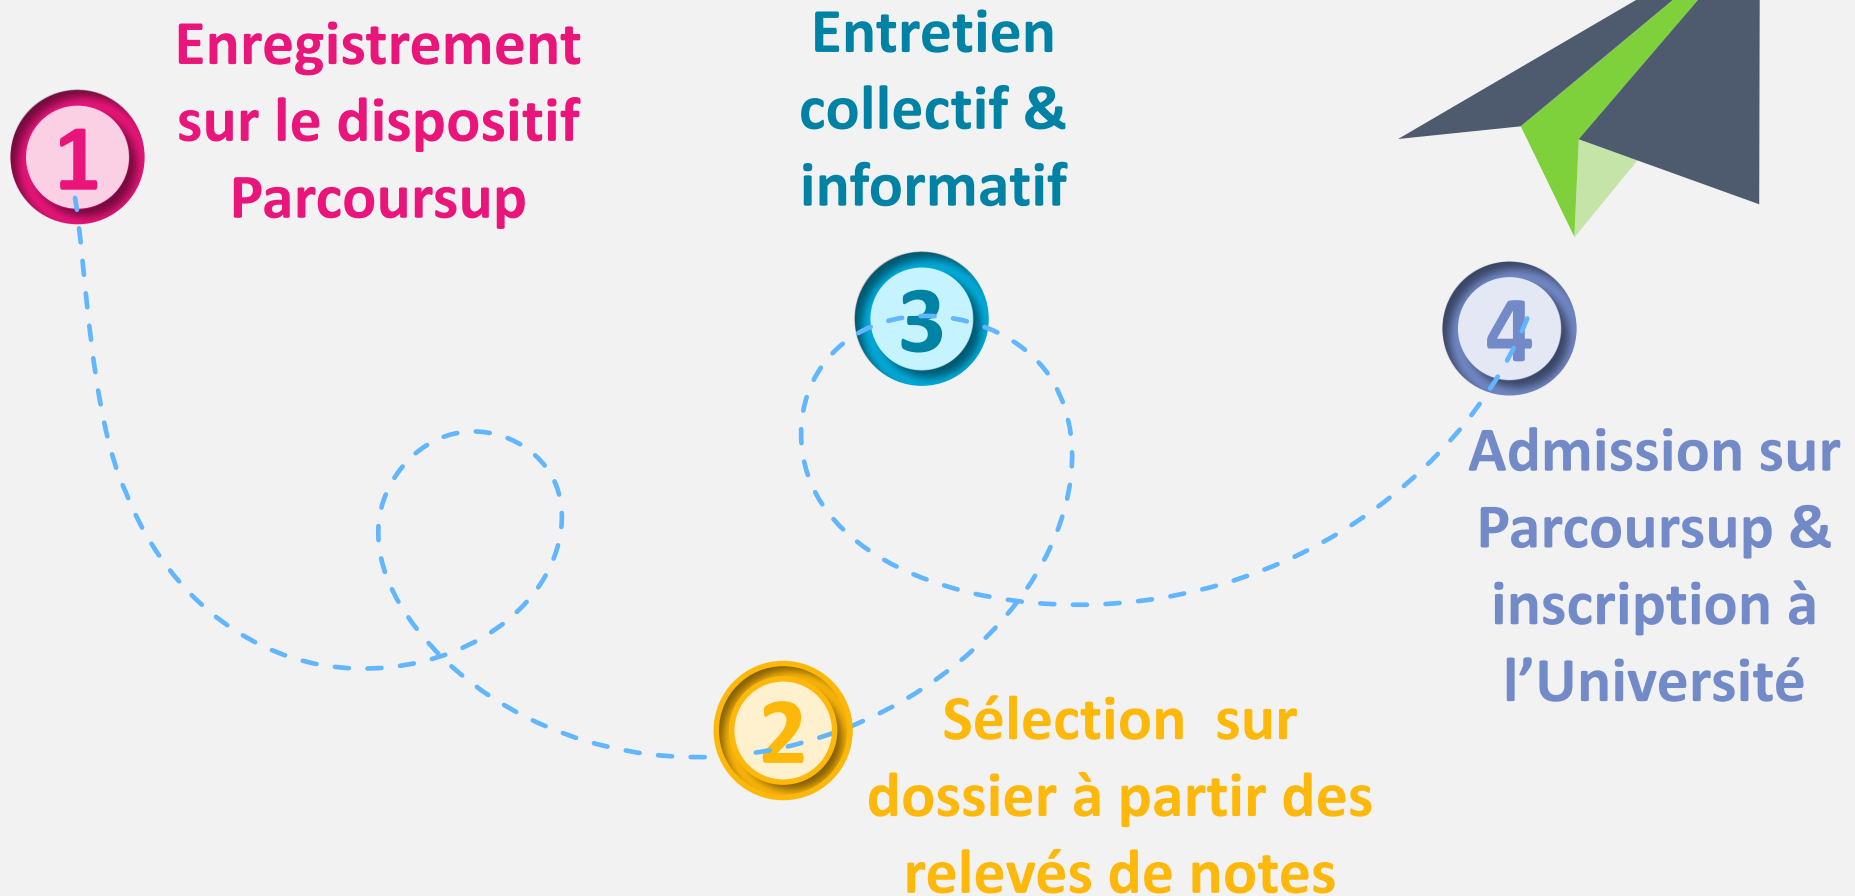 1
Enregistrement
sur le dispositif
Parcoursup
2
Sélection  sur
dossier à partir des
relevés de notes
3
Entretien
collectif &
informatif
4
Admission sur
Parcoursup &
inscription à
l’Université